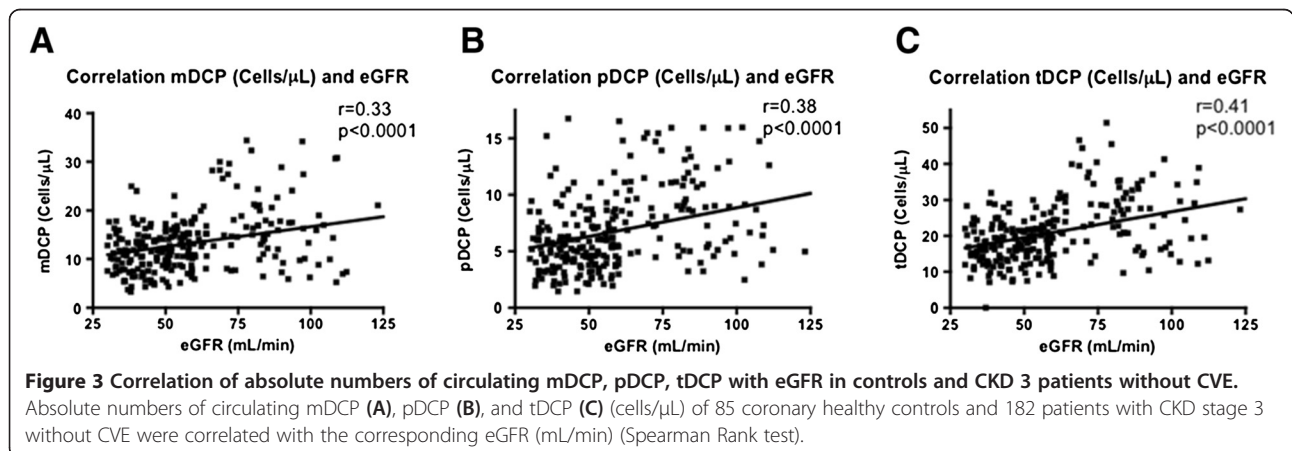 A
Correlation mDCP (Cells/μL) and eGFR
r=0.33
p<0.0001
mDCP (Cells/μL)
40
30
20
10
0
25 50 75 100 125
eGFR (mL/min)
B
Correlation pDCP (Cells/μL) and eGFR
r=0.38
p<0.0001
pDCP (Cells/μL)
15
10
5
0
25 50 75 100 125
eGFR (mL/min)
C
Correlation tDCP (Cells/μL) and eGFR
r=0.41
p<0.0001
tDCP (Cells/μL)
50
40
30
20
10
0
25 50 75 100 125
eGFR (mL/min)
Figure 3 Correlation of absolute numbers of circulating mDCP, pDCP, tDCP with eGFR in controls and CKD 3 patients without CVE.
Absolute numbers of circulating mDCP (A), pDCP (B), and tDCP (C) (cells/μL) of 85 coronary healthy controls and 182 patients with CKD stage 3
without CVE were correlated with the corresponding eGFR (mL/min) (Spearman Rank test).